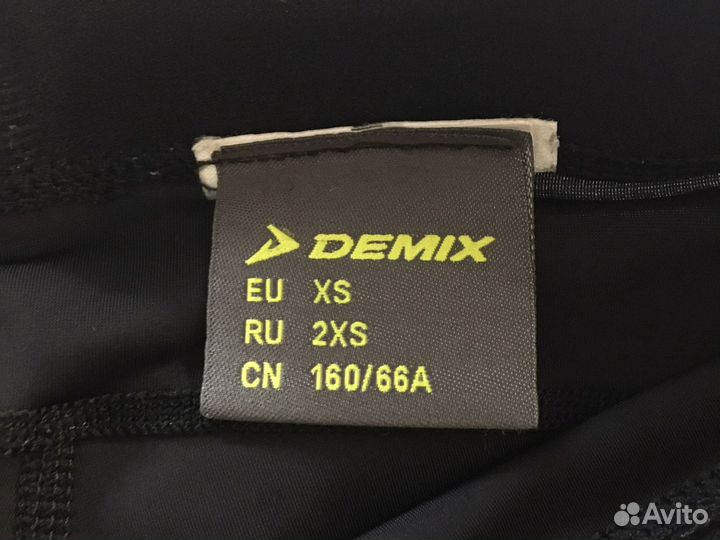 DEMIX
EU XS
RU 2XS
CN 160/66A
Avito